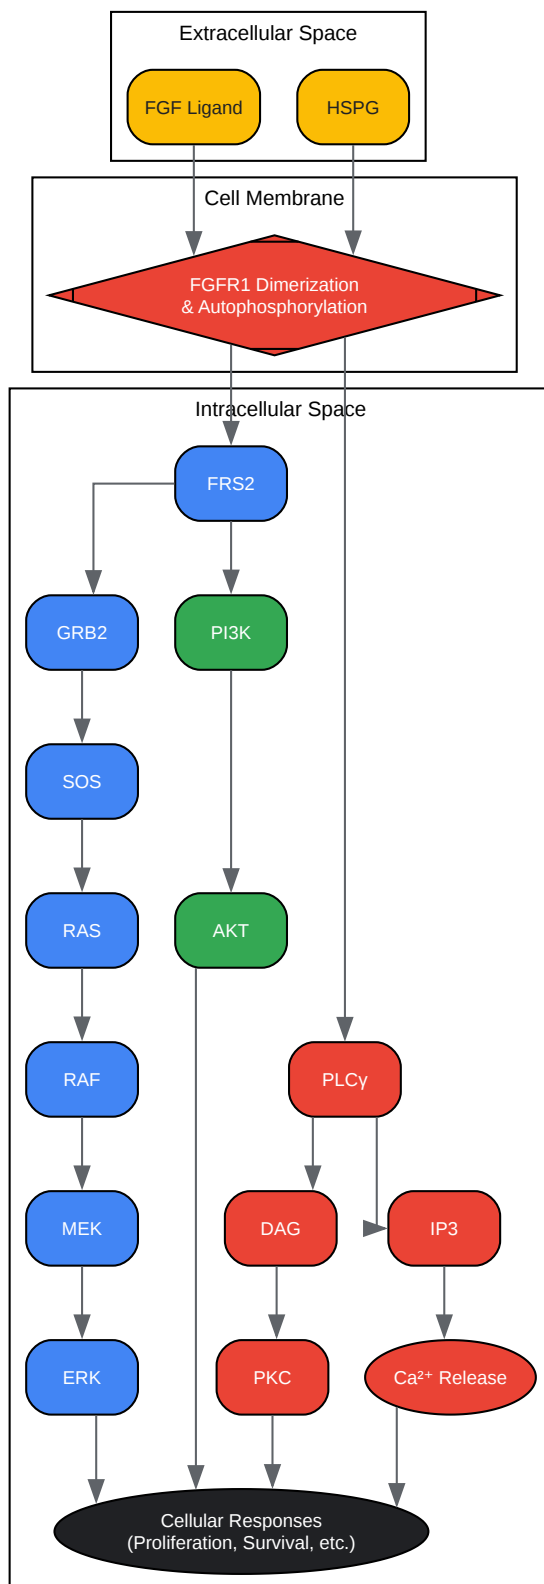 Extracellular Space
FGF Ligand
HSPG
Cell Membrane
FGFR1 Dimerization
& Autophosphorylation
Intracellular Space
FRS2
GRB2
PI3K
SOS
RAS
AKT
RAF
PLCγ
MEK
DAG
IP3
ERK
PKC
Ca²⁺ Release
Cellular Responses
(Proliferation, Survival, etc.)